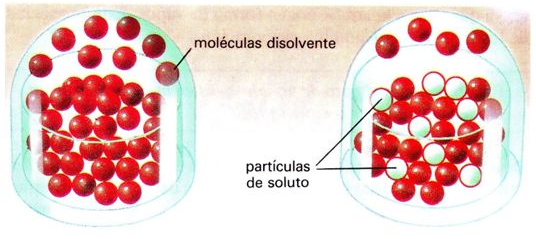 moléculas disolvente
partículas
de soluto